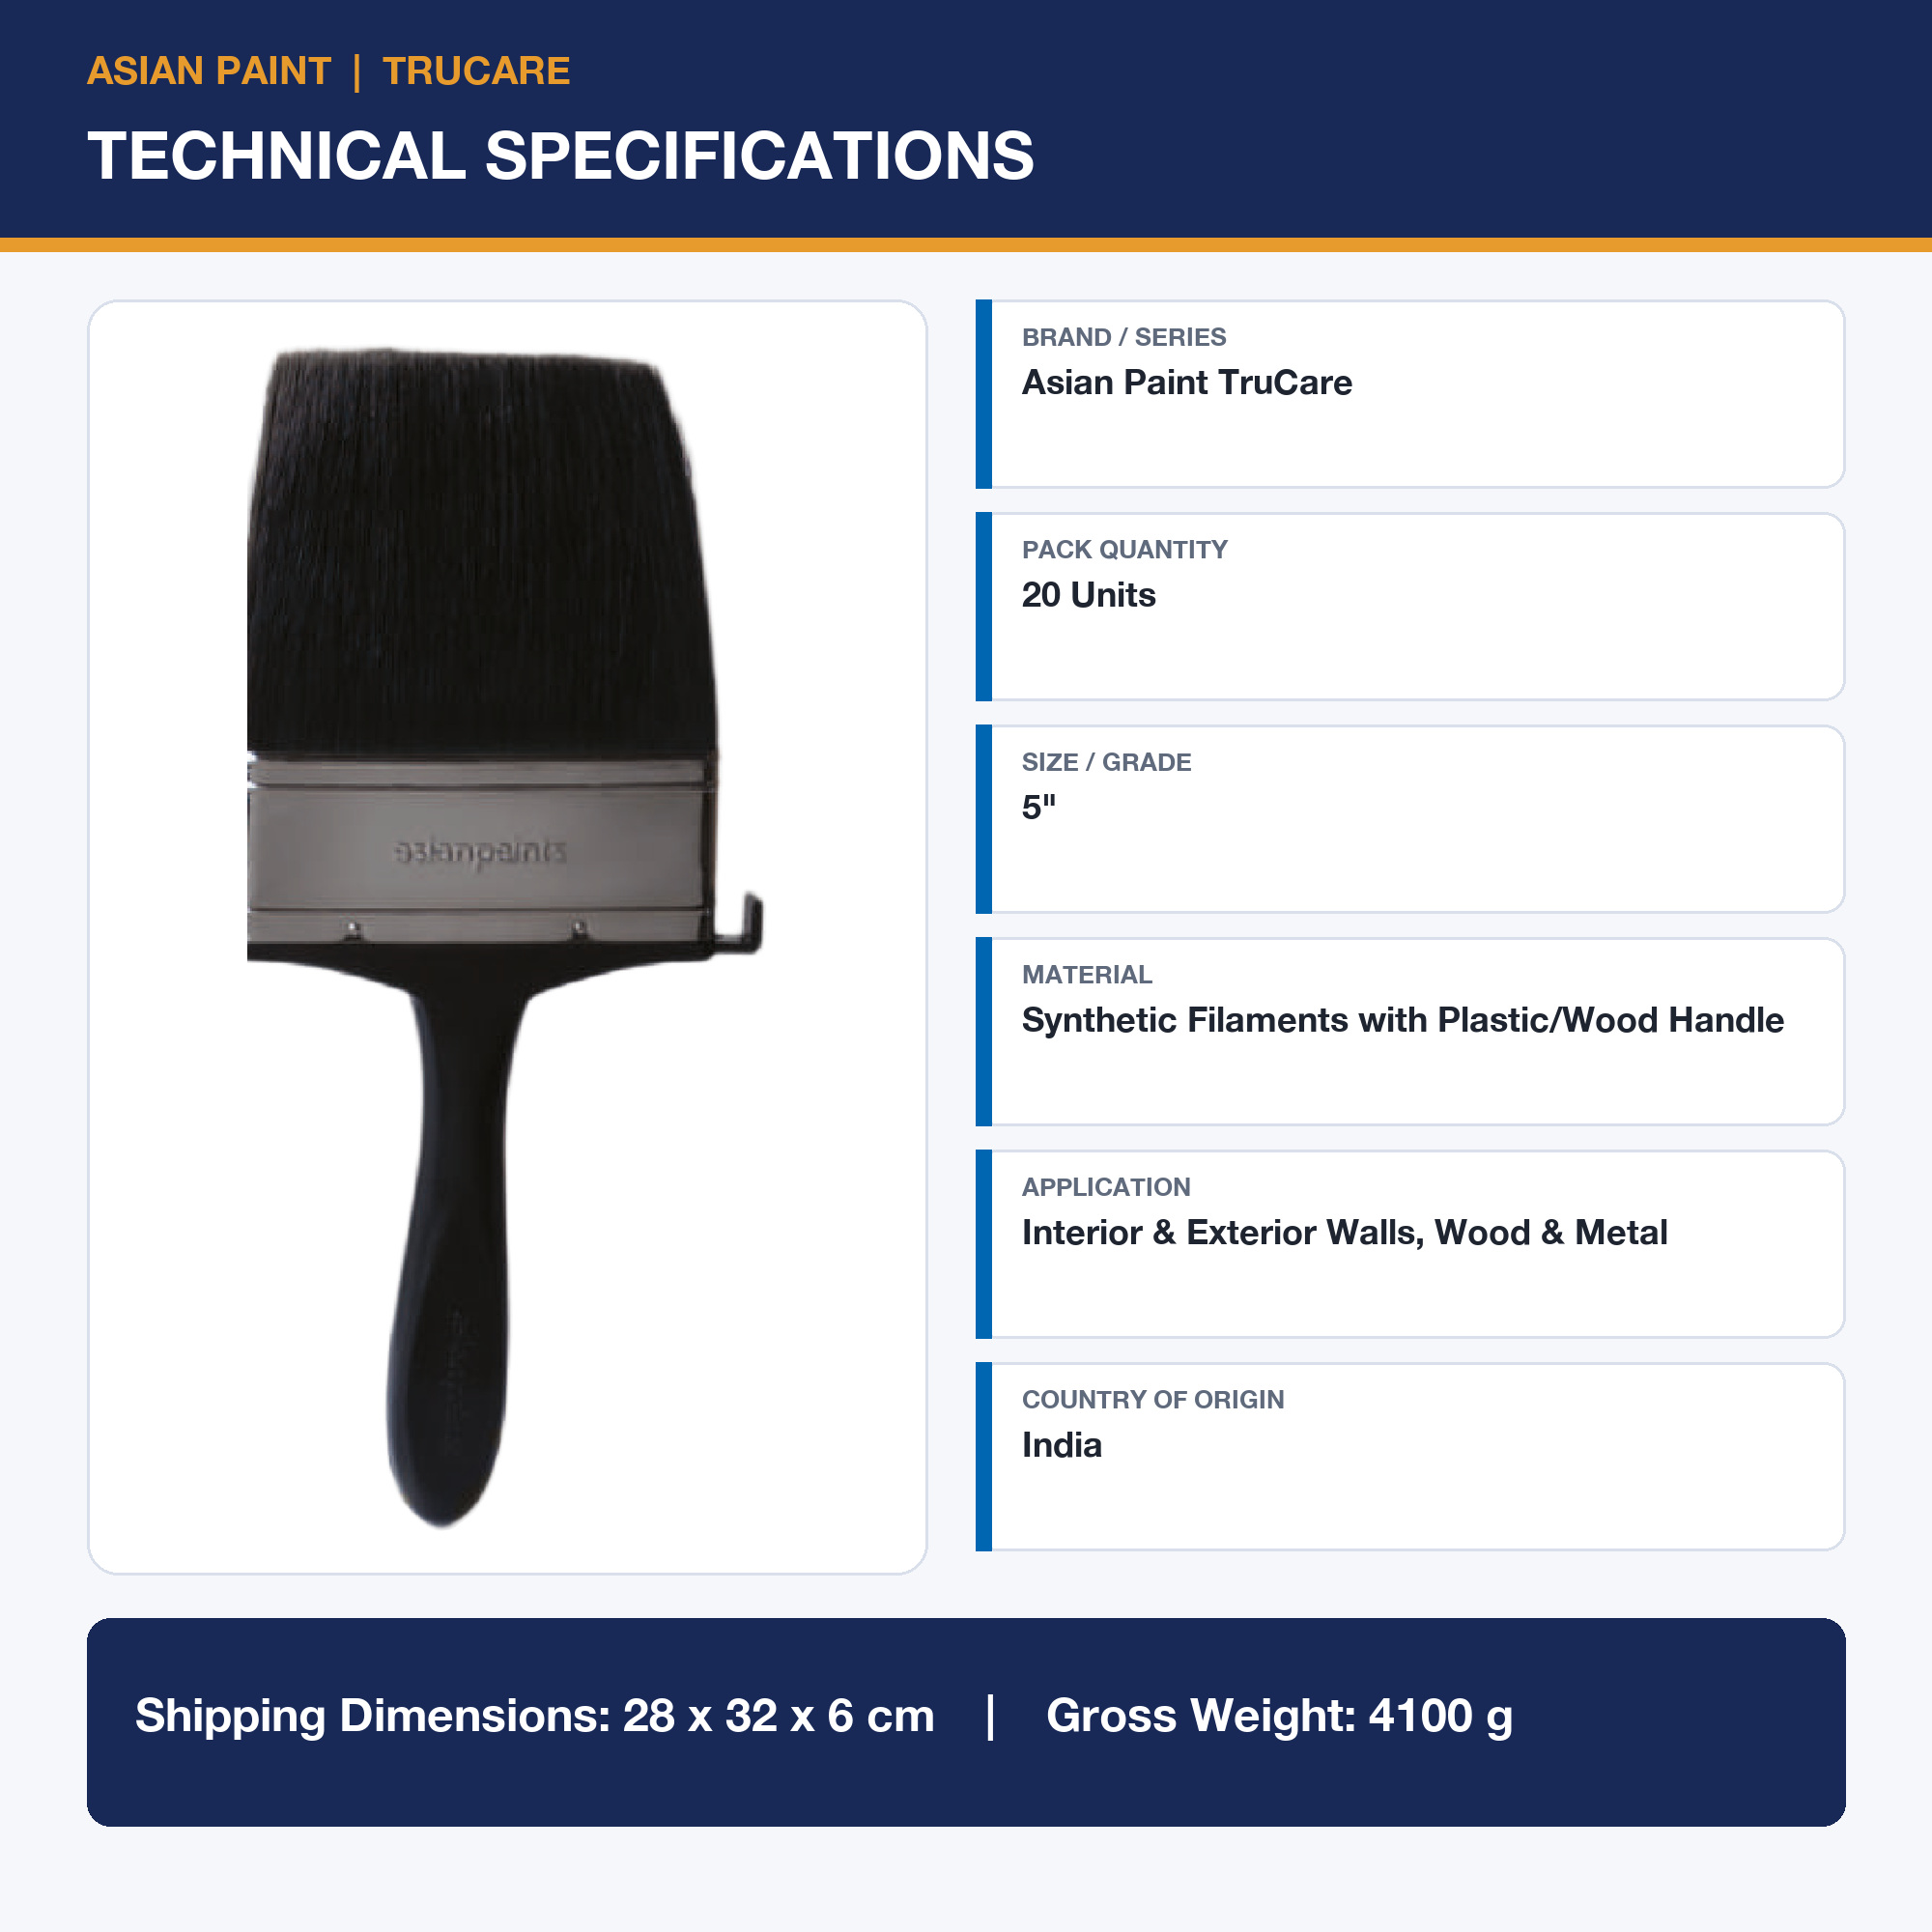 ASIAN PAINT | TRUCARE
TECHNICAL SPECIFICATIONS
asianpaints
BRAND / SERIES
Asian Paint TruCare
PACK QUANTITY
20 Units
SIZE / GRADE
5"
MATERIAL
Synthetic Filaments with Plastic/Wood Handle
APPLICATION
Interior & Exterior Walls, Wood & Metal
COUNTRY OF ORIGIN
India
Shipping Dimensions: 28 x 32 x 6 cm | Gross Weight: 4100 g